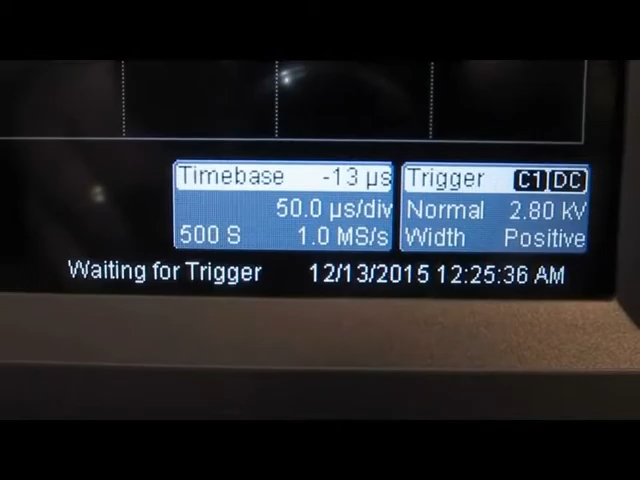 Timebase -13 µs
50.0 µs/div
500 S 1.0 MS/s
Trigger C1 DC
Normal 2.80 kV
Width Positive
Waiting for Trigger 12/13/2015 12:25:36 AM